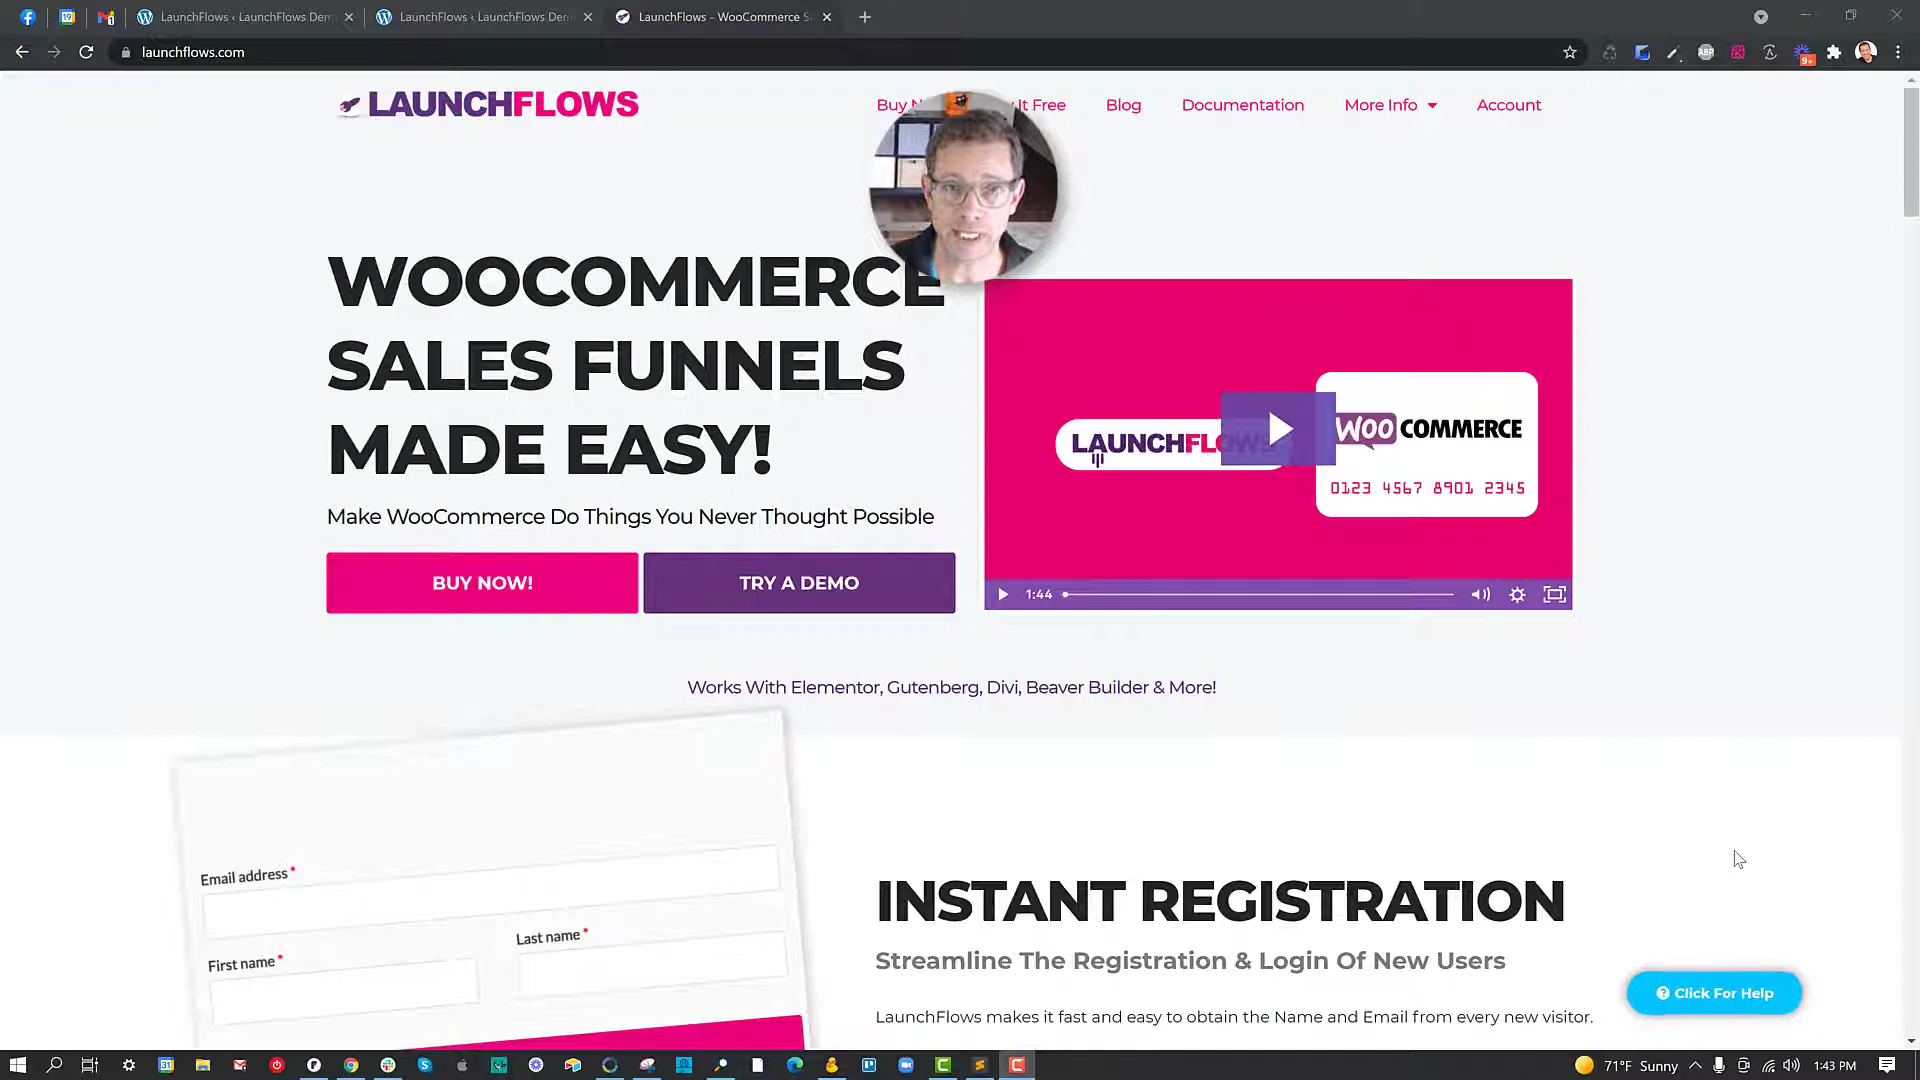 LaunchFlows ‹ LaunchFlows Dem
LaunchFlows ‹ LaunchFlows Dem
LaunchFlows - WooCommerce S
launchflows.com
ABP
9+
LAUNCHFLOWS
Buy
It Free
Blog
Documentation
More Info
Account
WOOCOMMERCE
SALES FUNNELS
MADE EASY!
Make WooCommerce Do Things You Never Thought Possible
BUY NOW!
TRY A DEMO
LAUNCHFLOWS
WOO COMMERCE
0123 4567 8901 2345
1:44
Works With Elementor, Gutenberg, Divi, Beaver Builder & More!
Email address *
First name *
Last name *
INSTANT REGISTRATION
Streamline The Registration & Login Of New Users
LaunchFlows makes it fast and easy to obtain the Name and Email from every new visitor.
Click For Help
71°F Sunny
1:43 PM